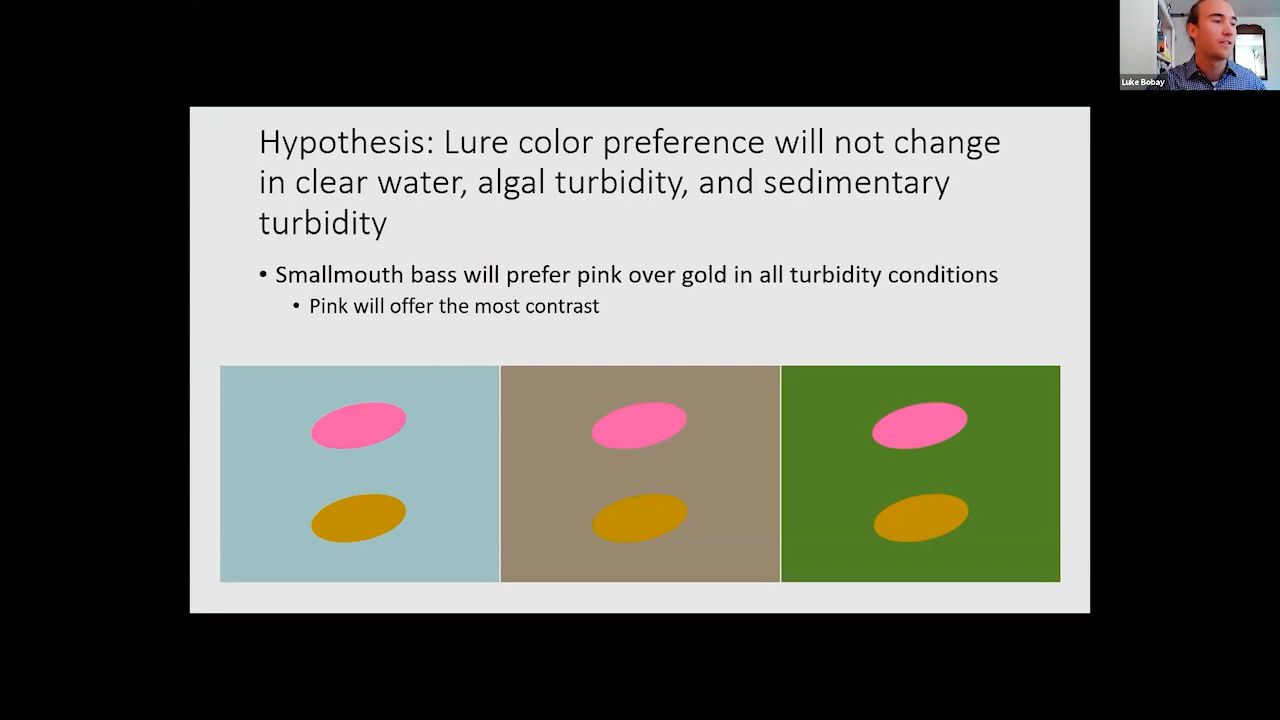 Luke Bobay
Hypothesis: Lure color preference will not change
in clear water, algal turbidity, and sedimentary
turbidity
• Smallmouth bass will prefer pink over gold in all turbidity conditions
• Pink will offer the most contrast